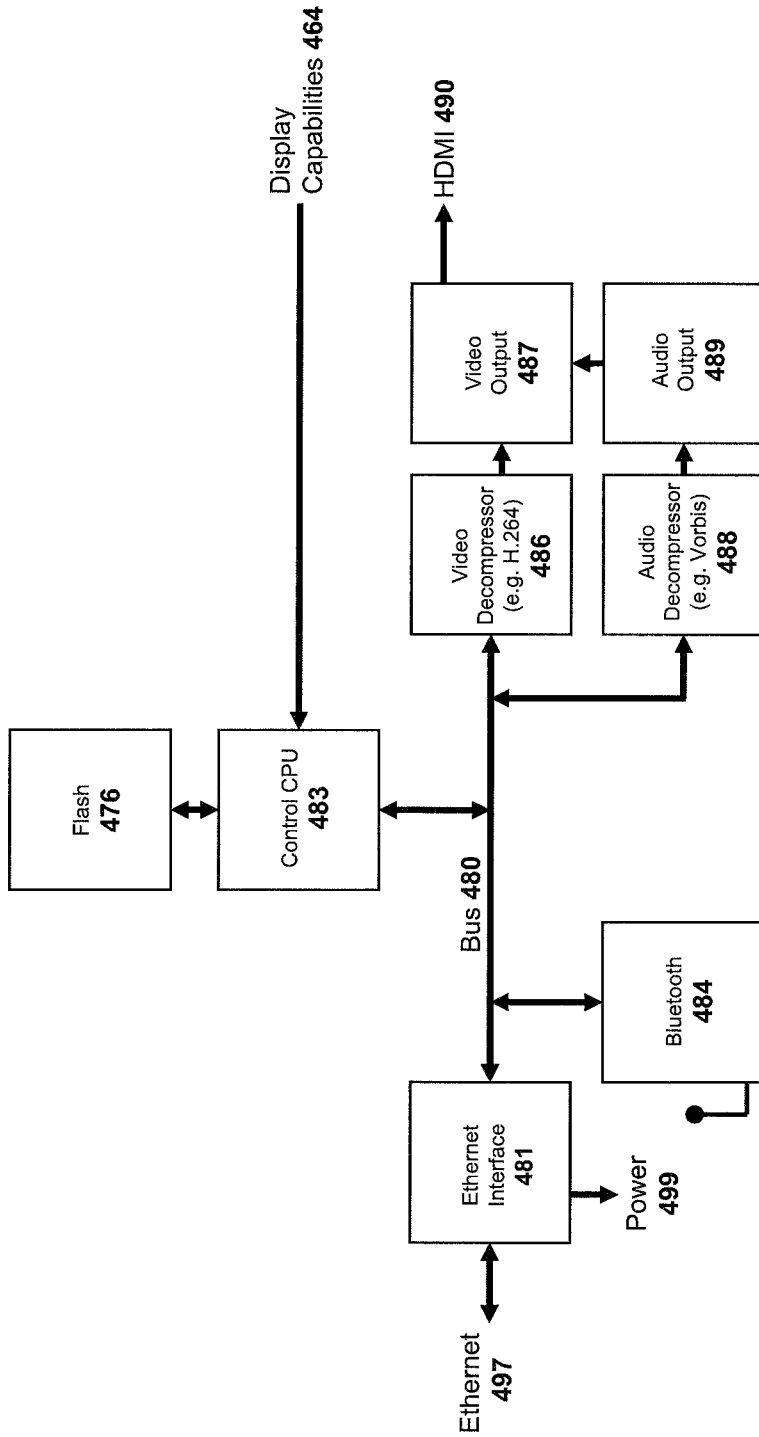 Flash
476
Control CPU
483
Display
Capabilities 464
Bus 480
Ethernet
497
Ethernet
Interface
481
Power
499
Bluetooth
484
Video
Decompressor
(e.g. H.264)
486
Video
Output
487
HDMI 490
Audio
Decompressor
(e.g. Vorbis)
488
Audio
Output
489